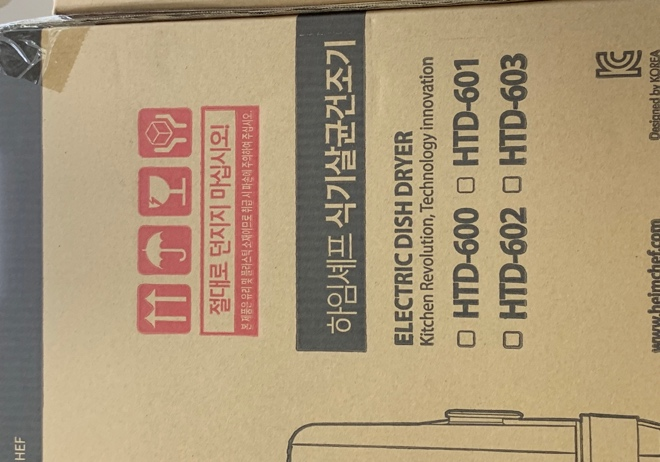 절대로 던지지 마십시오!
본 제품은 유리 및 플라스틱 소재이므로 취급 시 파손에 주의하여 주십시오.
하임셰프 식기살균건조기
ELECTRIC DISH DRYER
Kitchen Revolution, Technology innovation
HTD-600 HTD-601
HTD-602 HTD-603
Designed by KOREA
www.heimchef.com
HEF